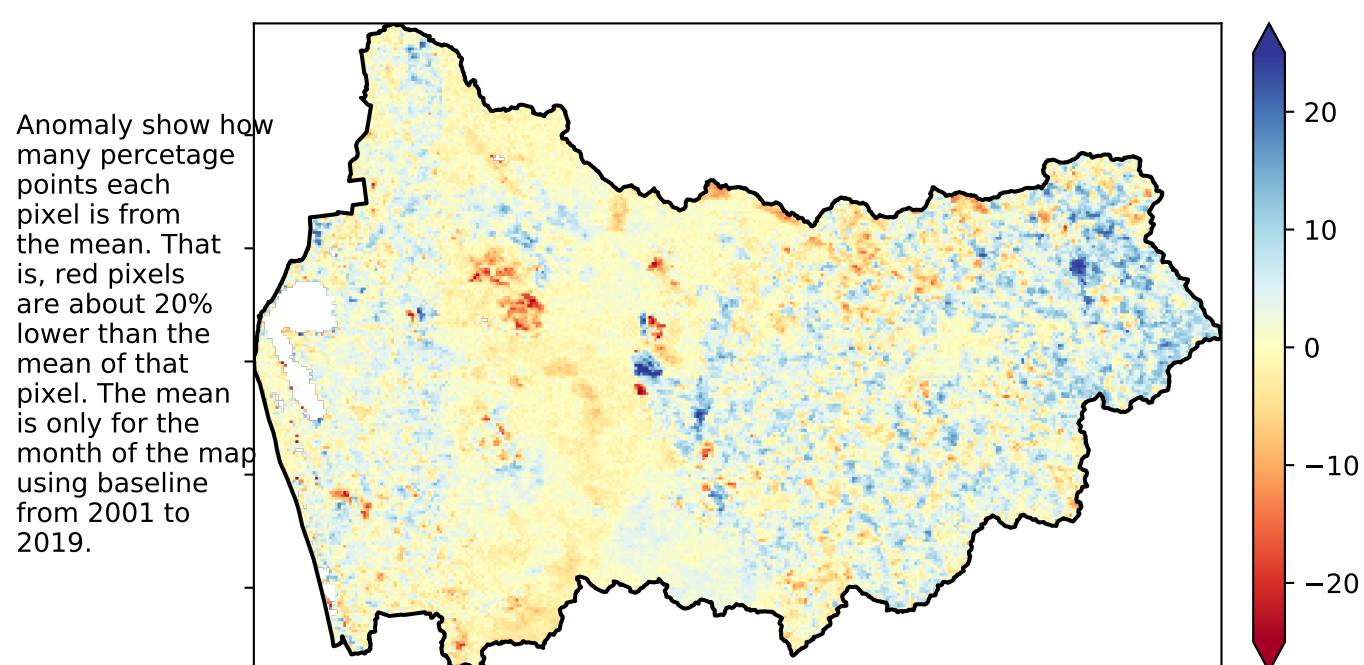 Anomaly show how
many percetage
points each
pixel is from
the mean. That
is, red pixels
are about 20%
lower than the
mean of that
pixel. The mean
is only for the
month of the map
using baseline
from 2001 to
2019.
20
10
0
−10
−20